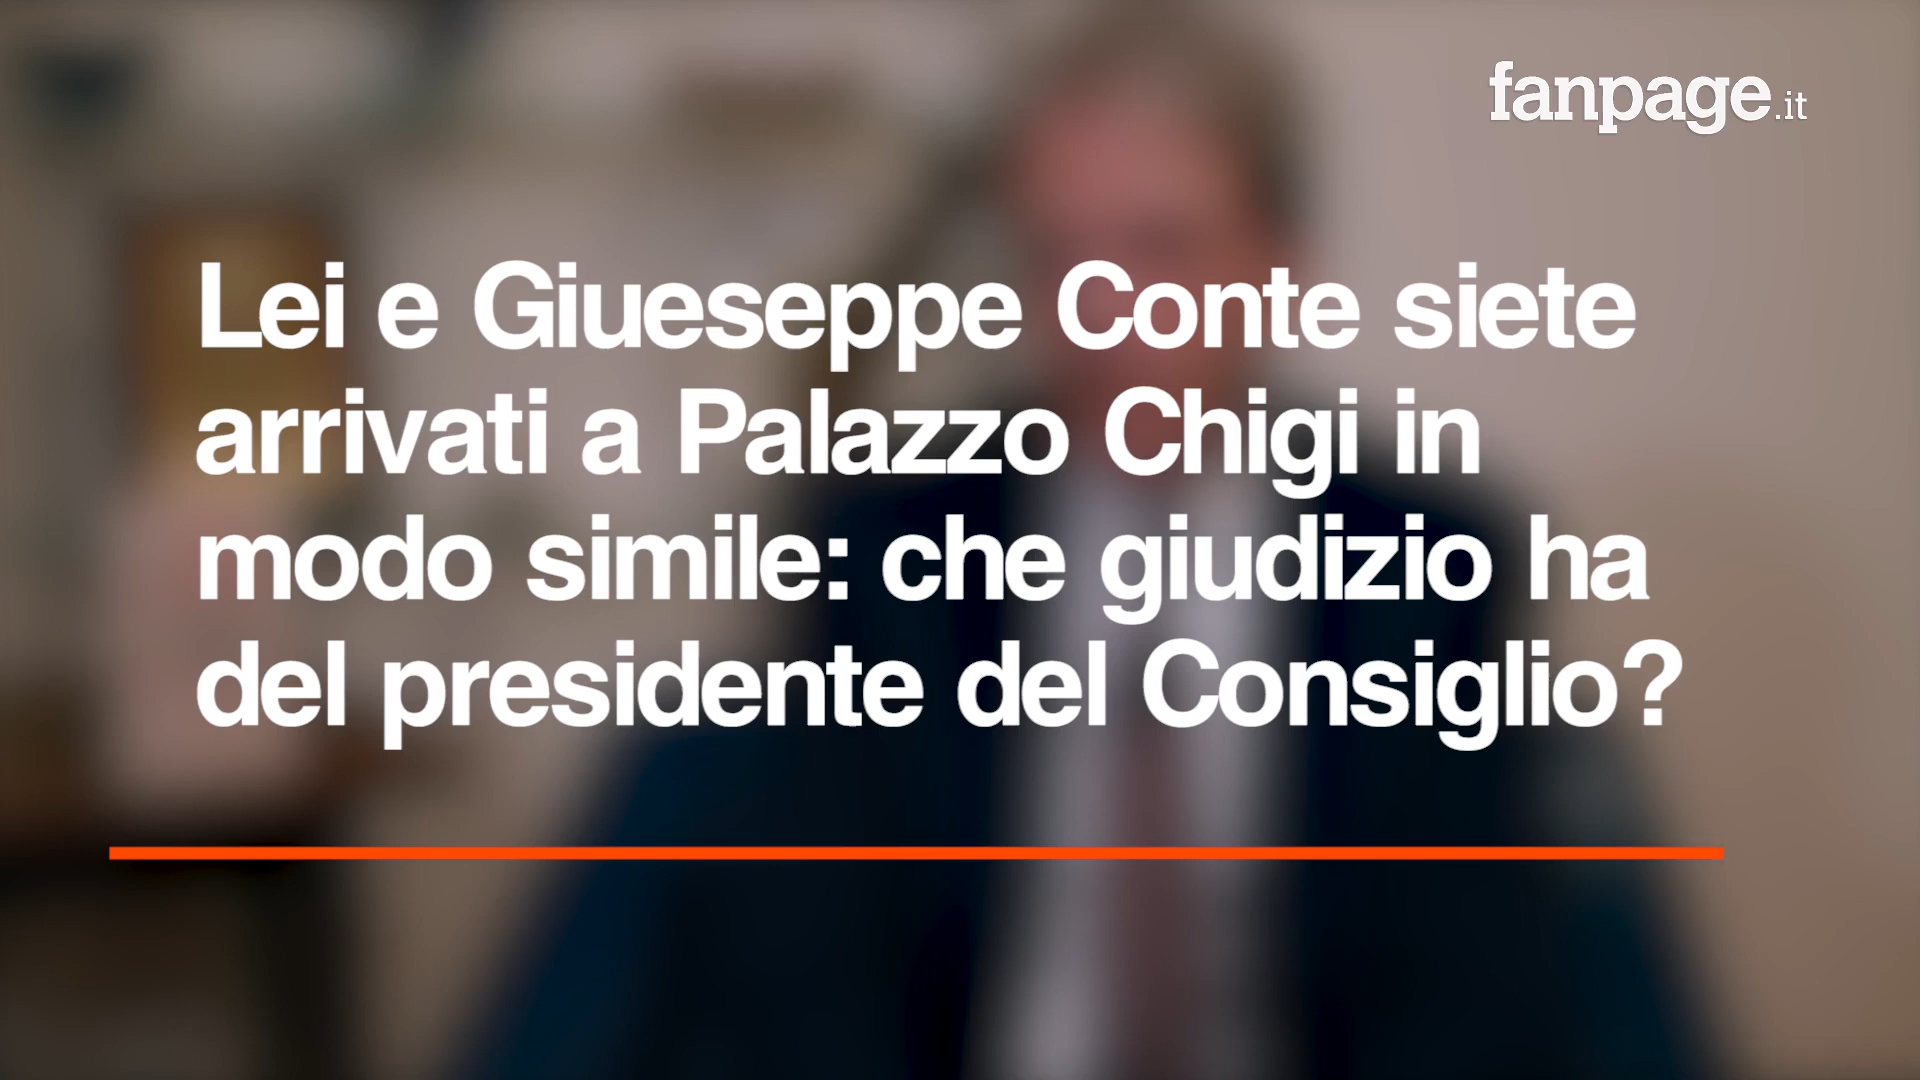 fanpage.it
Lei e Giueseppe Conte siete
arrivati a Palazzo Chigi in
modo simile: che giudizio ha
del presidente del Consiglio?